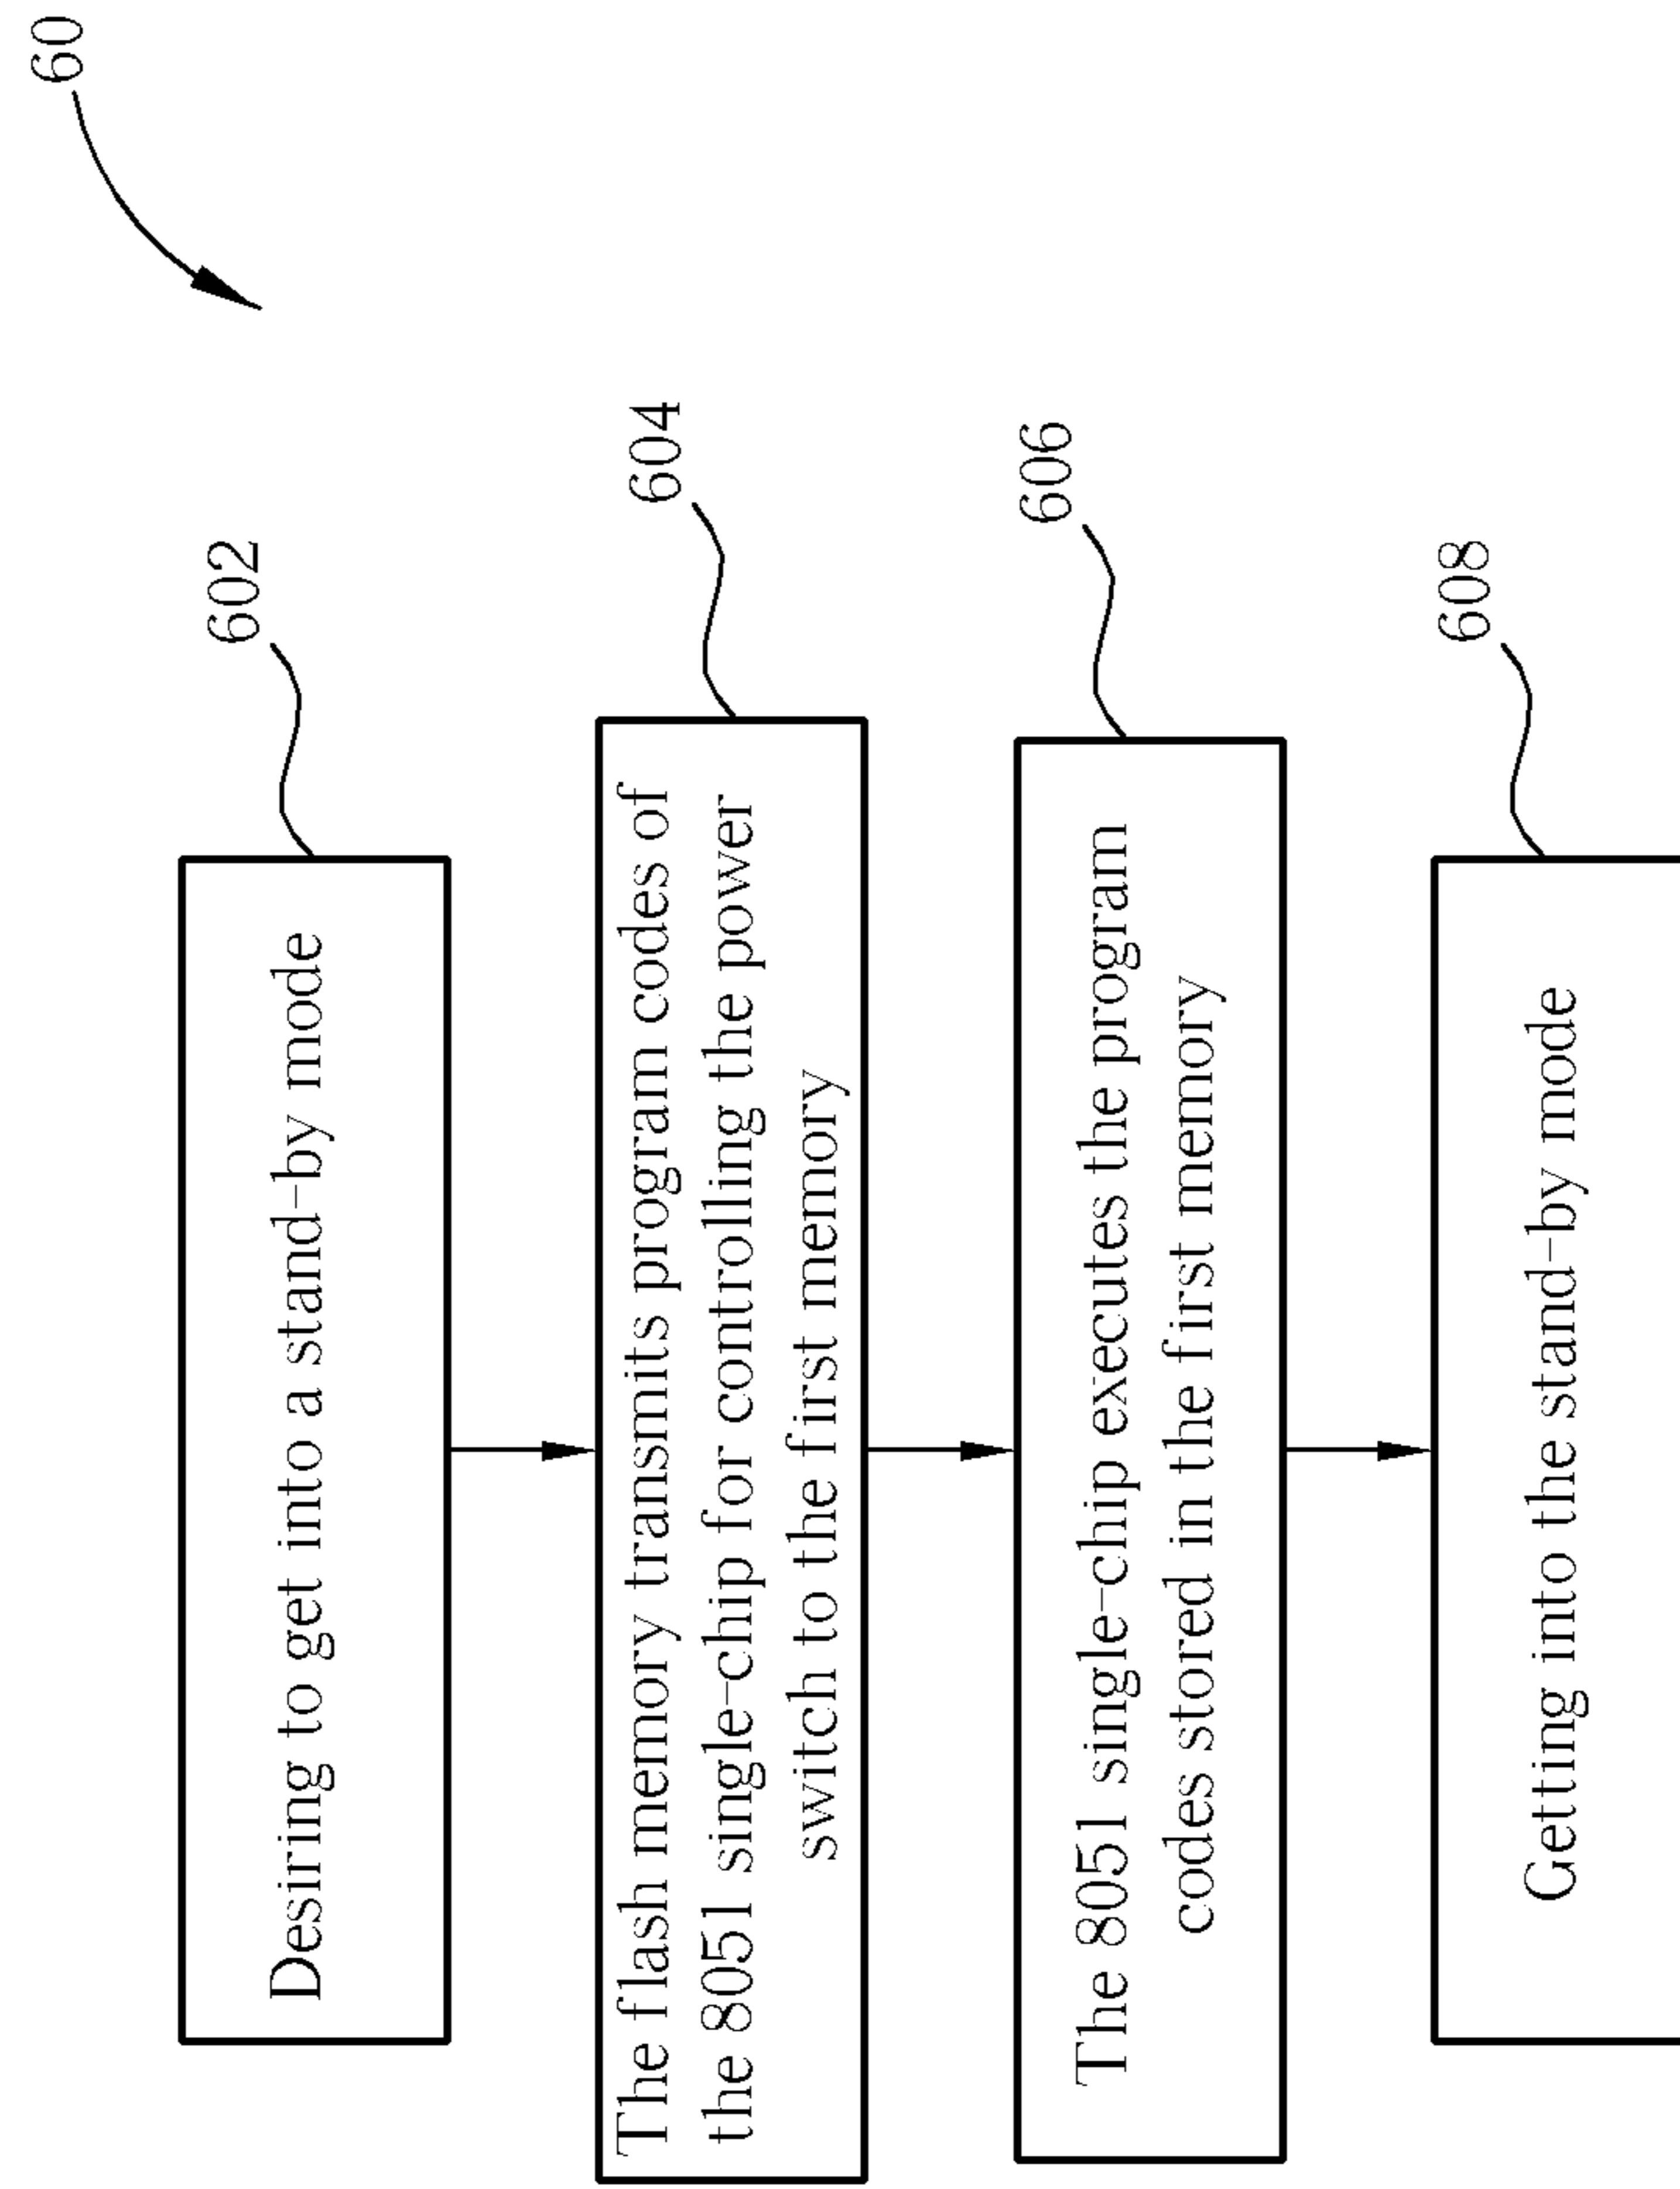 60
602
Desiring to get into a stand-by mode
604
The flash memory transmits program codes of
the 8051 single-chip for controlling the power
switch to the first memory
606
The 8051 single-chip executes the program
codes stored in the first memory
608
Getting into the stand-by mode